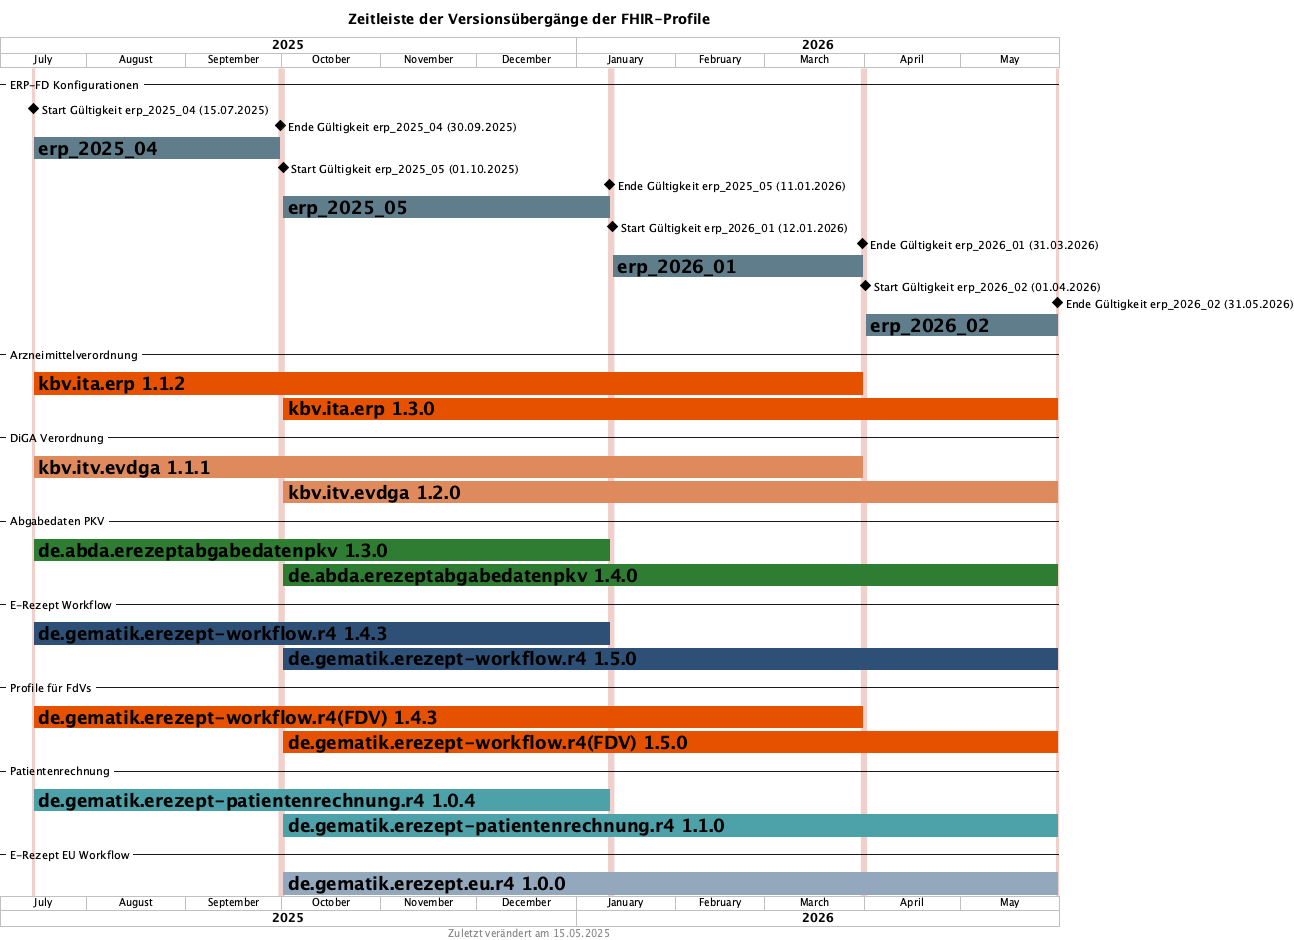 Zeitleiste der Versionsübergänge der FHIR-Profile
2025 2026
July August September October November December January February March April May
ERP-FD Konfigurationen
Start Gültigkeit erp_2025_04 (15.07.2025)
Ende Gültigkeit erp_2025_04 (30.09.2025)
erp_2025_04
Start Gültigkeit erp_2025_05 (01.10.2025)
Ende Gültigkeit erp_2025_05 (11.01.2026)
erp_2025_05
Start Gültigkeit erp_2026_01 (12.01.2026)
Ende Gültigkeit erp_2026_01 (31.03.2026)
erp_2026_01
Start Gültigkeit erp_2026_02 (01.04.2026)
Ende Gültigkeit erp_2026_02 (31.05.2026)
erp_2026_02
Arzneimittelverordnung
kbv.ita.erp 1.1.2
kbv.ita.erp 1.3.0
DiGA Verordnung
kbv.itv.evdga 1.1.1
kbv.itv.evdga 1.2.0
Abgabedaten PKV
de.abda.erezeptabgabedatenpkv 1.3.0
de.abda.erezeptabgabedatenpkv 1.4.0
E-Rezept Workflow
de.gematik.erezept-workflow.r4 1.4.3
de.gematik.erezept-workflow.r4 1.5.0
Profile für FdVs
de.gematik.erezept-workflow.r4(FDV) 1.4.3
de.gematik.erezept-workflow.r4(FDV) 1.5.0
Patientenrechnung
de.gematik.erezept-patientenrechnung.r4 1.0.4
de.gematik.erezept-patientenrechnung.r4 1.1.0
E-Rezept EU Workflow
de.gematik.erezept.eu.r4 1.0.0
July August September October November December January February March April May
2025 2026
Zuletzt verändert am 15.05.2025